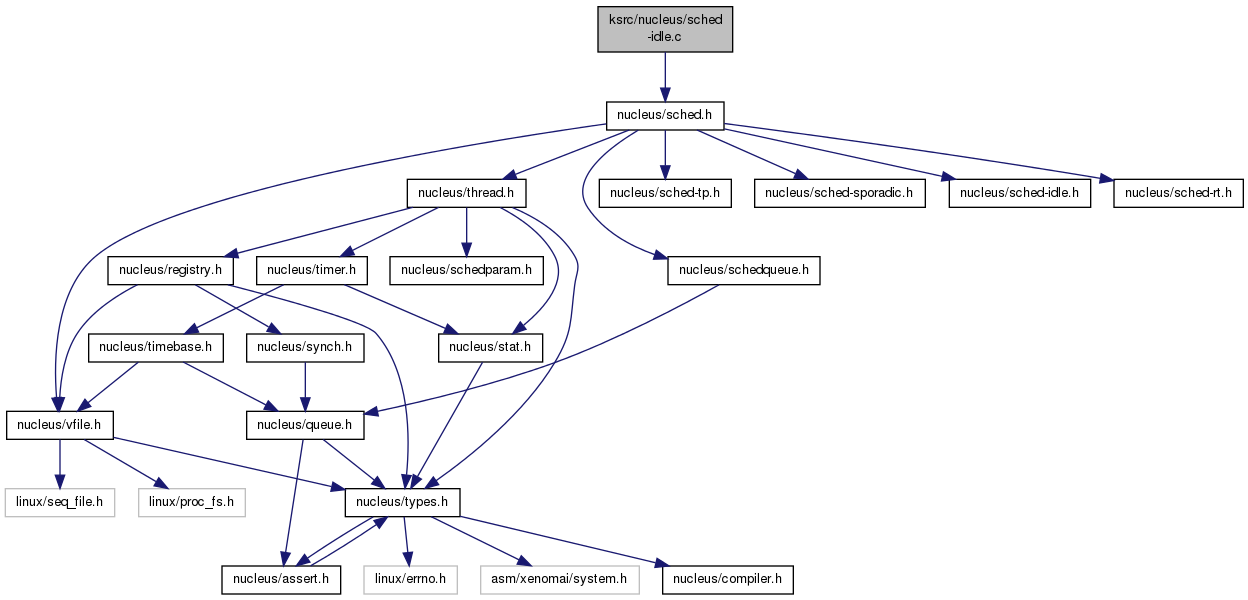 ksrc/nucleus/sched
-idle.c
nucleus/sched.h
nucleus/thread.h
nucleus/sched-tp.h
nucleus/sched-sporadic.h
nucleus/sched-idle.h
nucleus/sched-rt.h
nucleus/registry.h
nucleus/timer.h
nucleus/schedparam.h
nucleus/schedqueue.h
nucleus/timebase.h
nucleus/synch.h
nucleus/stat.h
nucleus/vfile.h
nucleus/queue.h
linux/seq_file.h
linux/proc_fs.h
nucleus/types.h
nucleus/assert.h
linux/errno.h
asm/xenomai/system.h
nucleus/compiler.h